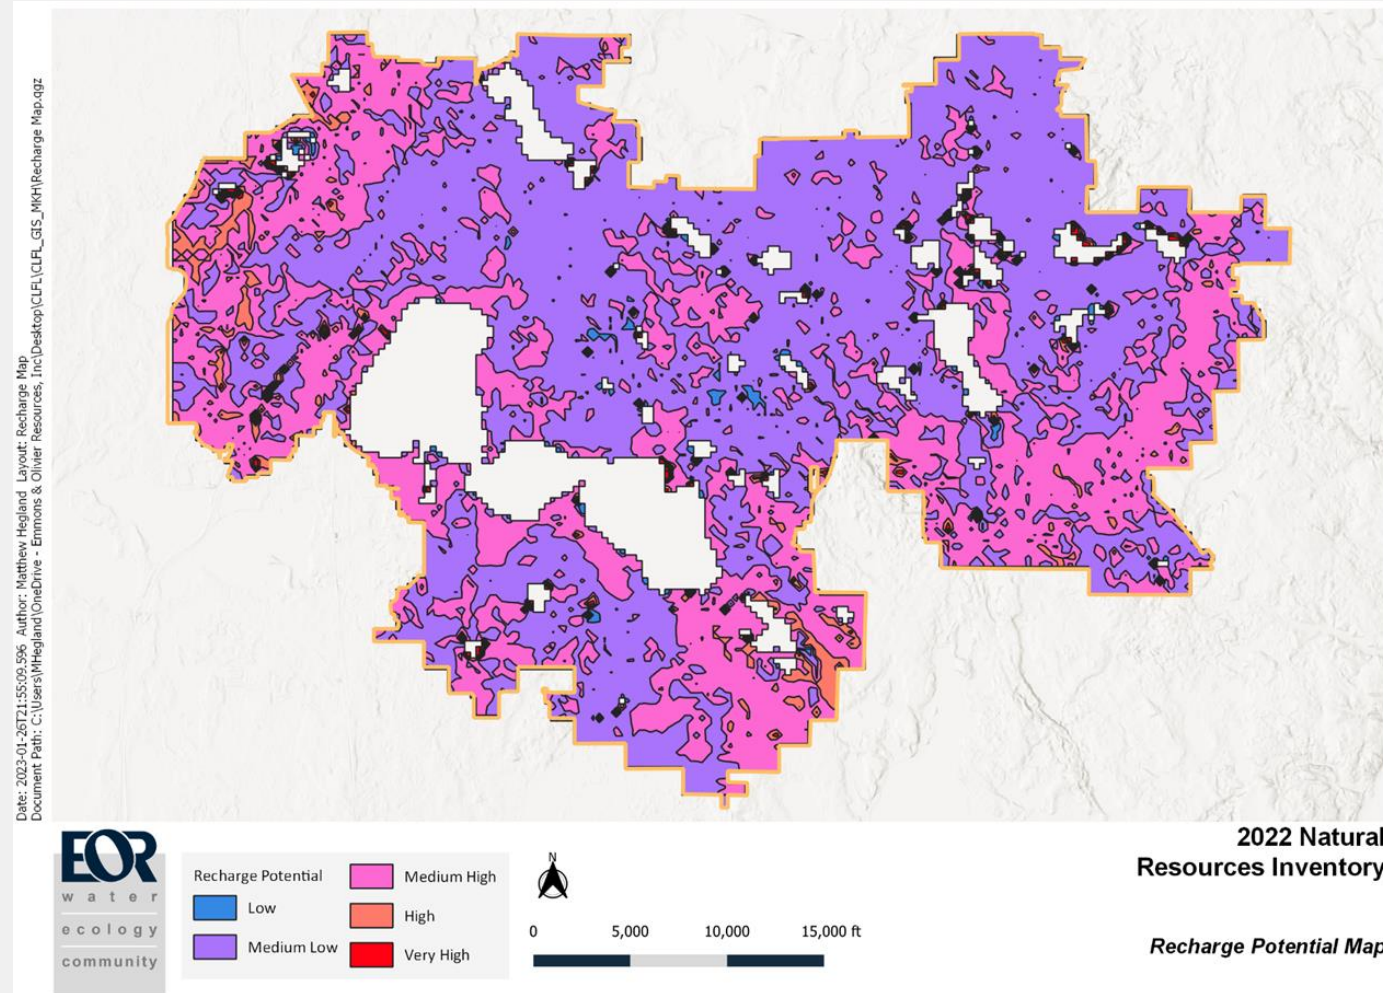 Date: 2023-01-26T21:55:09.596 Author: Matthew Hegland Layout: Recharge Map
Document Path: C:\Users\MHegland\OneDrive - Emmons & Olivier Resources, Inc\Desktop\CLFL\CLFL_GIS_MKH\Recharge Map.qgz
EOR
water
ecology
community
Recharge Potential
Low
Medium Low
Medium High
High
Very High
N
0 5,000 10,000 15,000 ft
2022 Natural
Resources Inventory
Recharge Potential Map